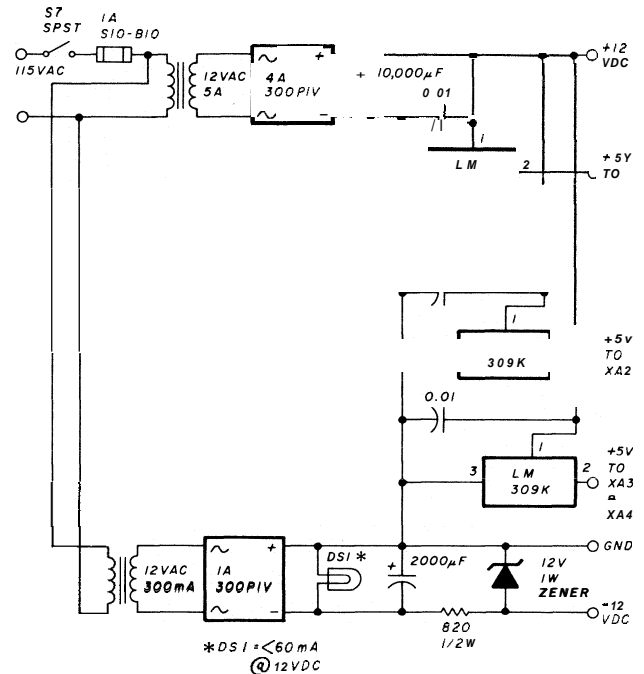 S7
SPST
1A
SIO-BIO
115VAC
12VAC
5A
4A
300PIV
+
-
+ 10,000µF
0 01
1
LM
2
+12
VDC
+5Y
TO
1
309K
+5V
TO
XA2
0.01
1
3
LM
309K
2
+5V
TO
XA3
XA4
12VAC
300mA
1A
300PIV
+
-
DS1 *
+
2000µF
12V
1W
ZENER
GND
820
1/2W
-12
VDC
* DS1 = <60mA
@ 12VDC